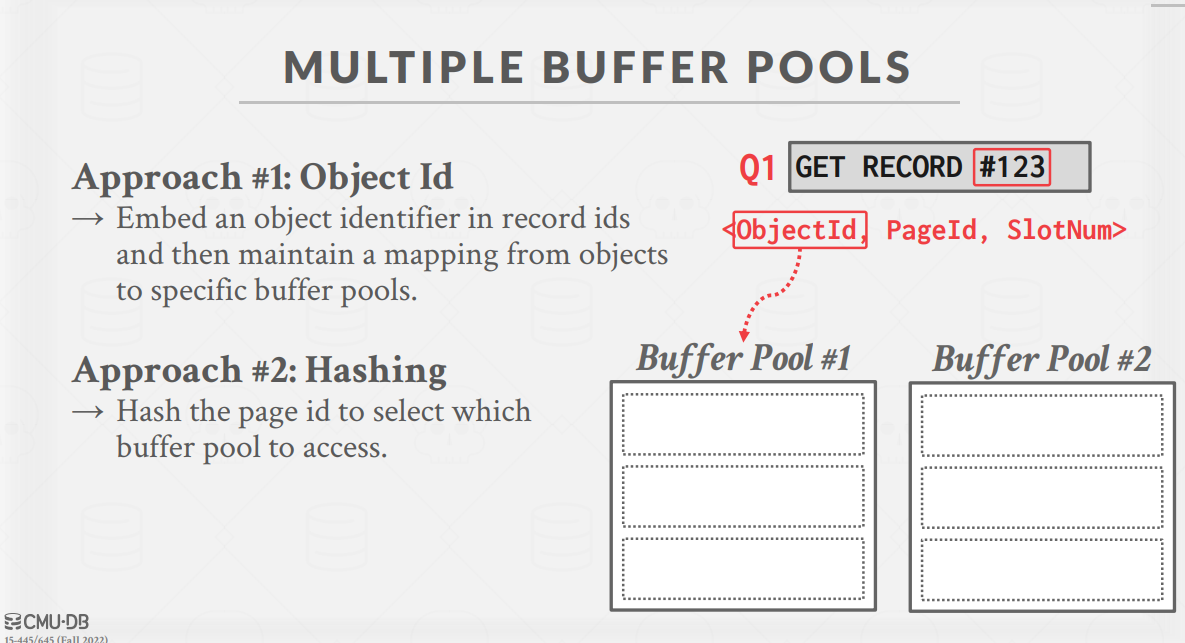 MULTIPLE BUFFER POOLS
Approach #1: Object Id
→ Embed an object identifier in record ids
and then maintain a mapping from objects
to specific buffer pools.
Approach #2: Hashing
→ Hash the page id to select which
buffer pool to access.
Q1 GET RECORD #123
<ObjectId, PageId, SlotNum>
Buffer Pool #1
Buffer Pool #2
CMU·DB
15-445/645 (Fall 2022)